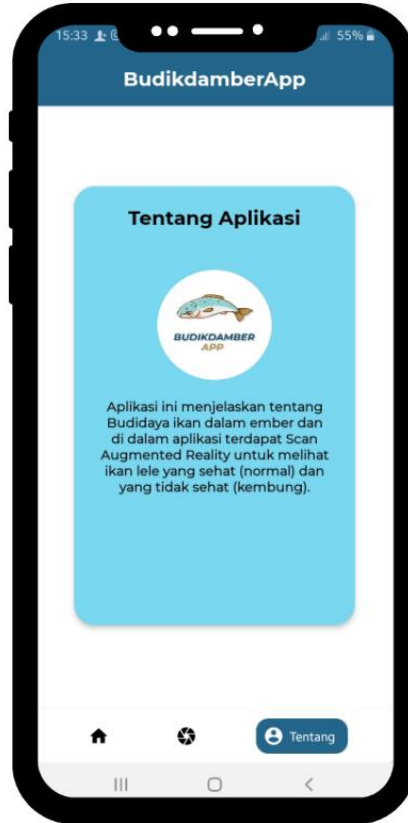 15:33
55%
BudikdamberApp
Tentang Aplikasi
BUDIKDAMBER
APP
Aplikasi ini menjelaskan tentang
Budidaya ikan dalam ember dan
di dalam aplikasi terdapat Scan
Augmented Reality untuk melihat
ikan lele yang sehat (normal) dan
yang tidak sehat (kembung).
Tentang